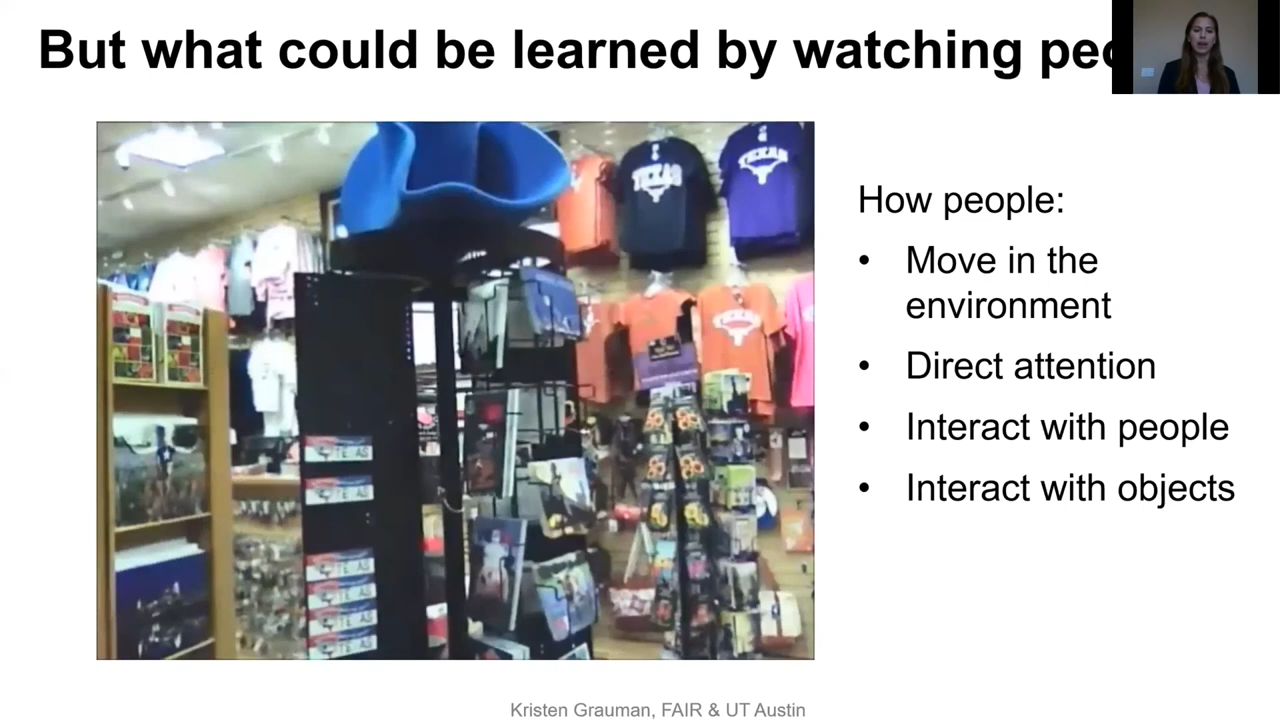 But what could be learned by watching pe
How people:
• Move in the
environment
• Direct attention
• Interact with people
• Interact with objects
TEXAS
TEXAS
TEXAS
Kristen Grauman, FAIR & UT Austin